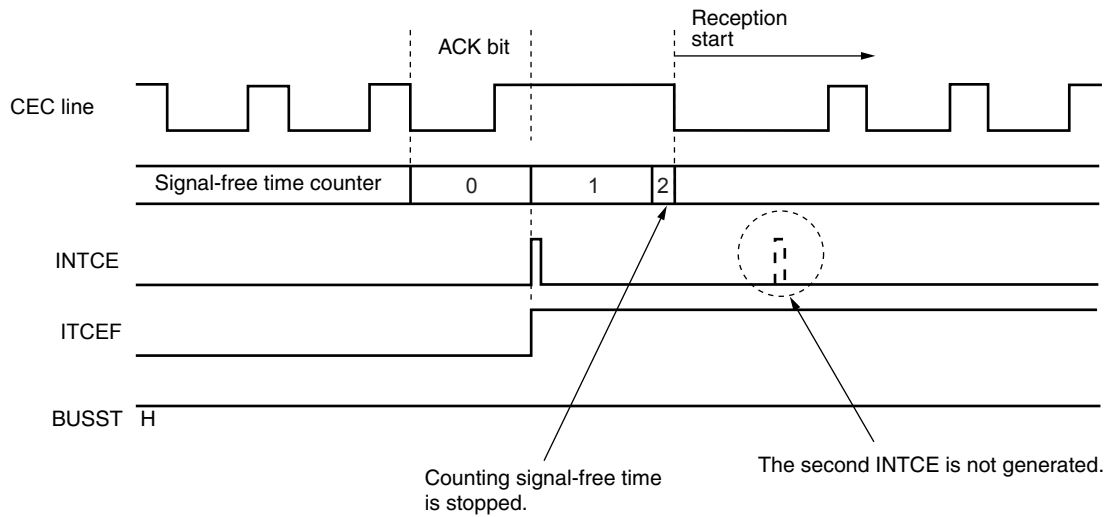 Reception
start
ACK bit
CEC line
Signal-free time counter
0
1
2
INTCE
ITCEF
BUSST H
Counting signal-free time
is stopped.
The second INTCE is not generated.